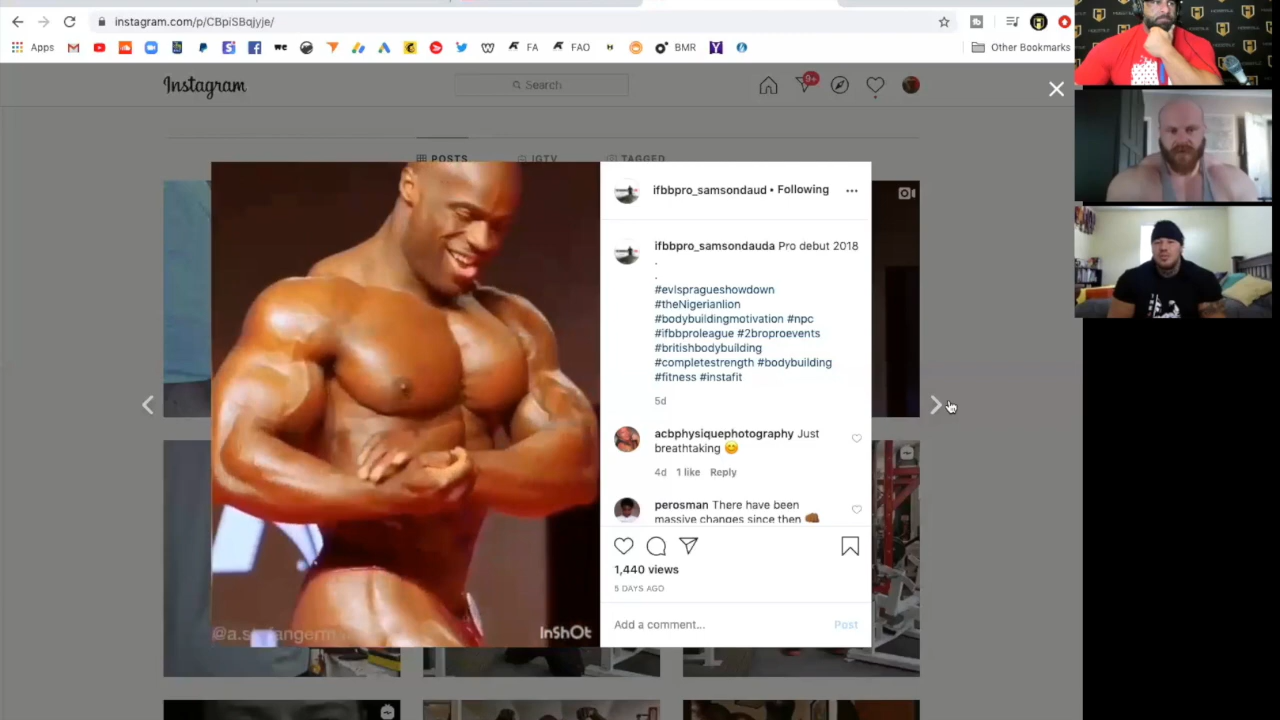 instagram.com/p/CBpiSBqjyje/
Apps
FA
FAO
BMR
Other Bookmarks
Instagram
Search
9+
POSTS
IGTV
TAGGED
ifbbpro_samsondaud • Following
ifbbpro_samsondauda Pro debut 2018
.
.
#evlspragueshowdown
#theNigerianlion
#bodybuildingmotivation #npc
#ifbbproleague #2broproevents
#britishbodybuilding
#completestrength #bodybuilding
#fitness #instafit
5d
acbphysiquephotography Just
breathtaking 😊
4d 1 like Reply
perosman There have been
massive changes since then
1,440 views
5 DAYS AGO
Add a comment...
Post
InShOt